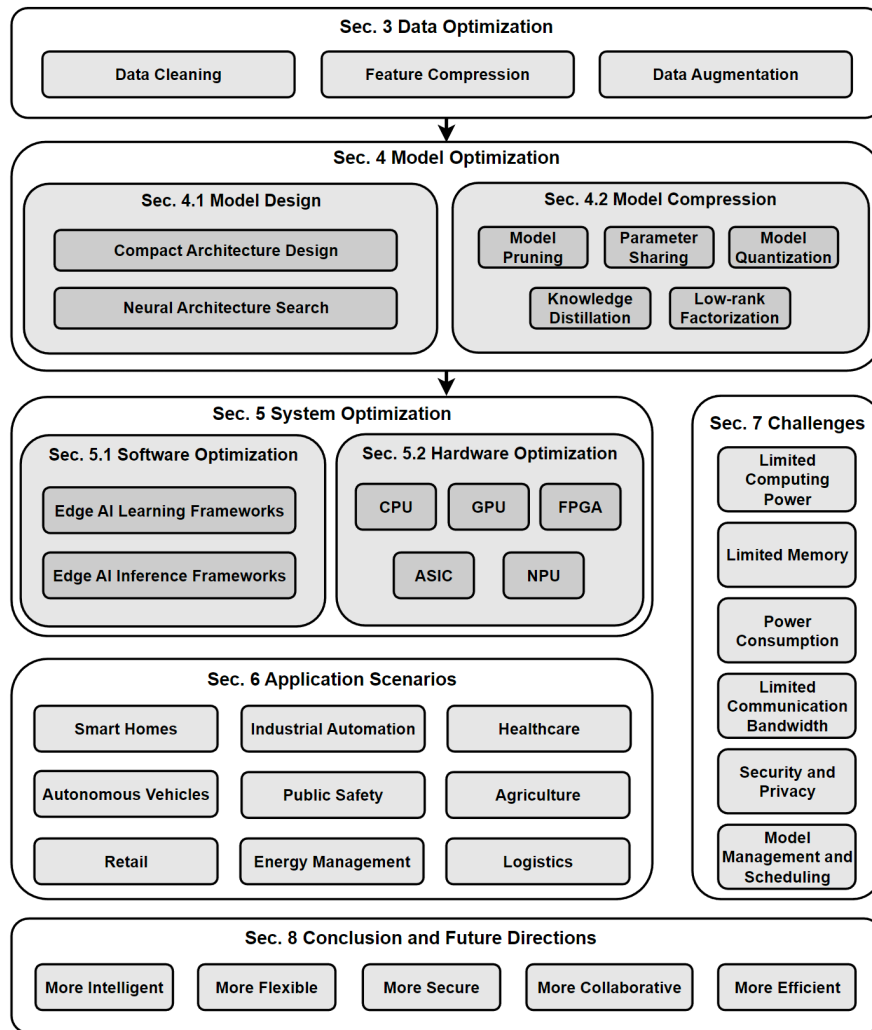 Sec. 3 Data Optimization
Data Cleaning
Feature Compression
Data Augmentation
Sec. 4 Model Optimization
Sec. 4.1 Model Design
Compact Architecture Design
Neural Architecture Search
Sec. 4.2 Model Compression
Model
Pruning
Parameter
Sharing
Model
Quantization
Knowledge
Distillation
Low-rank
Factorization
Sec. 5 System Optimization
Sec. 5.1 Software Optimization
Edge AI Learning Frameworks
Edge AI Inference Frameworks
Sec. 5.2 Hardware Optimization
CPU
GPU
FPGA
ASIC
NPU
Sec. 6 Application Scenarios
Smart Homes
Industrial Automation
Healthcare
Autonomous Vehicles
Public Safety
Agriculture
Retail
Energy Management
Logistics
Sec. 7 Challenges
Limited
Computing
Power
Limited Memory
Power
Consumption
Limited
Communication
Bandwidth
Security and
Privacy
Model
Management and
Scheduling
Sec. 8 Conclusion and Future Directions
More Intelligent
More Flexible
More Secure
More Collaborative
More Efficient